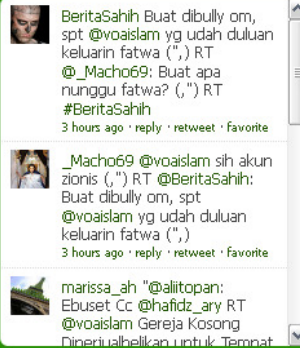 BeritaSahih Buat dibully om,
spt @voaislam yg udah duluan
keluarin fatwa (",) RT
@_Macho69: Buat apa
nunggu fatwa? (,") RT
#BeritaSahih
3 hours ago · reply · retweet · favorite
_Macho69 @voaislam sih akun
zionis (,") RT @BeritaSahih:
Buat dibully om, spt
@voaislam yg udah duluan
keluarin fatwa (",)
3 hours ago · reply · retweet · favorite
marissa_ah "@aliitopan:
Ebuset Cc @hafidz_ary RT
@voaislam Gereja Kosong
Diperjualbelikan untuk Tempat